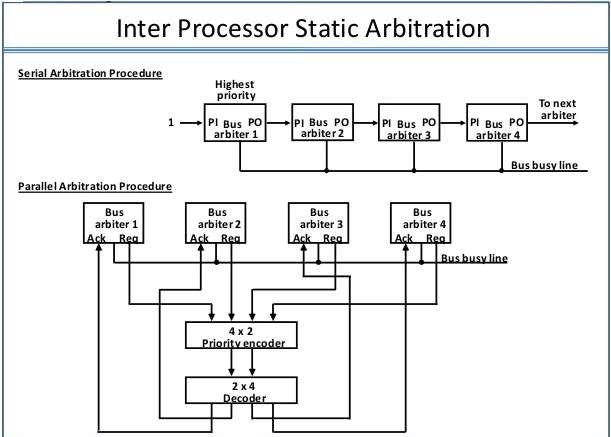 Inter Processor Static Arbitration
Serial Arbitration Procedure
Highest
priority
To next
arbiter
1
PI Bus PO
arbiter 1
PI Bus PO
arbiter 2
PI Bus PO
arbiter 3
PI Bus PO
arbiter 4
Bus busy line
Parallel Arbitration Procedure
Bus
arbiter 1
Ack Req
Bus
arbiter 2
Ack Req
Bus
arbiter 3
Ack Req
Bus
arbiter 4
Ack Req
Bus busy line
4 x 2
Priority encoder
2 x 4
Decoder